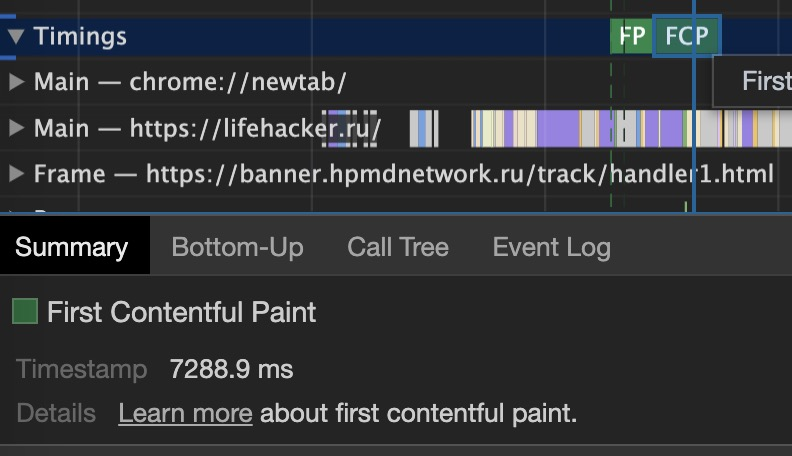 Timings FP FCP
First
Main — chrome://newtab/
Main — https://lifehacker.ru/
Frame — https://banner.hpmdnetwork.ru/track/handler1.html
Summary Bottom-Up Call Tree Event Log
First Contentful Paint
Timestamp 7288.9 ms
Details Learn more about first contentful paint.